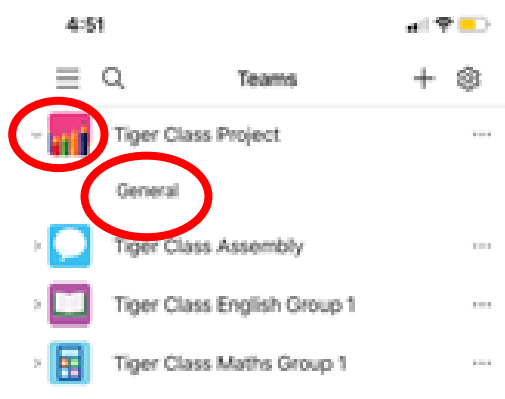 4:51
Teams
Tiger Class Project
General
Tiger Class Assembly
Tiger Class English Group 1
Tiger Class Maths Group 1